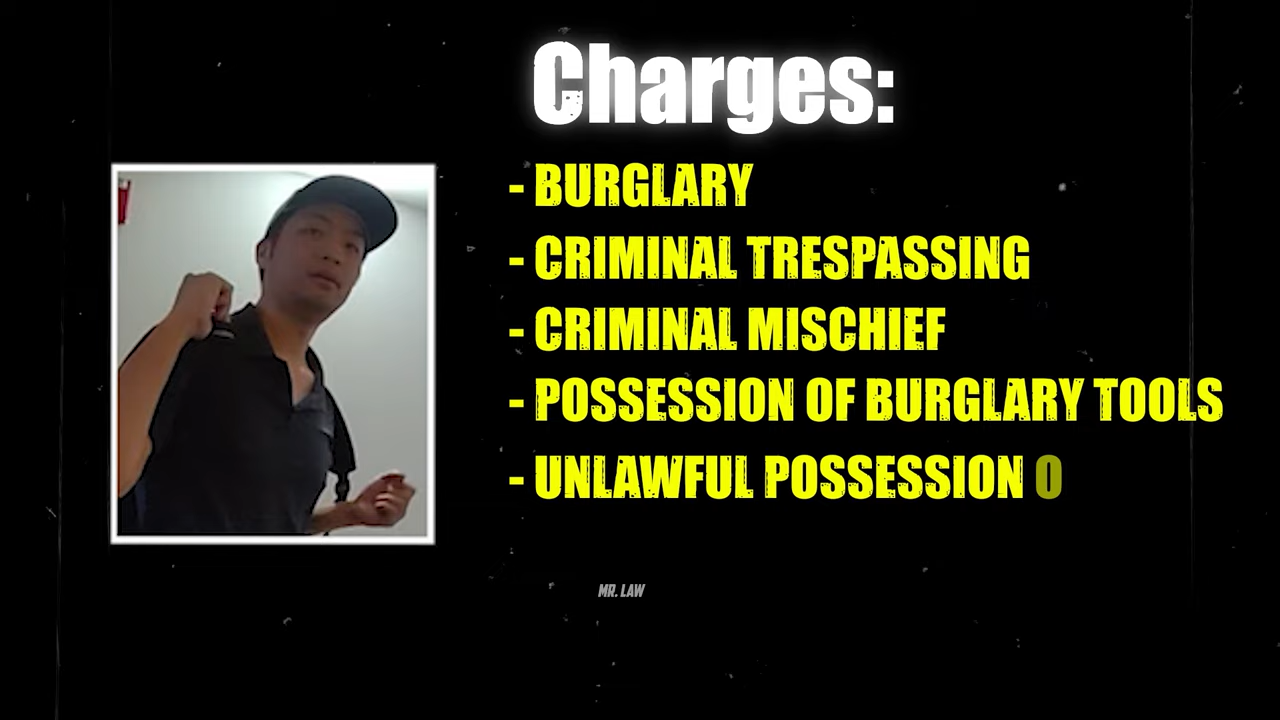 Charges:
- BURGLARY
- CRIMINAL TRESPASSING
- CRIMINAL MISCHIEF
- POSSESSION OF BURGLARY TOOLS
- UNLAWFUL POSSESSION O
MR. LAW